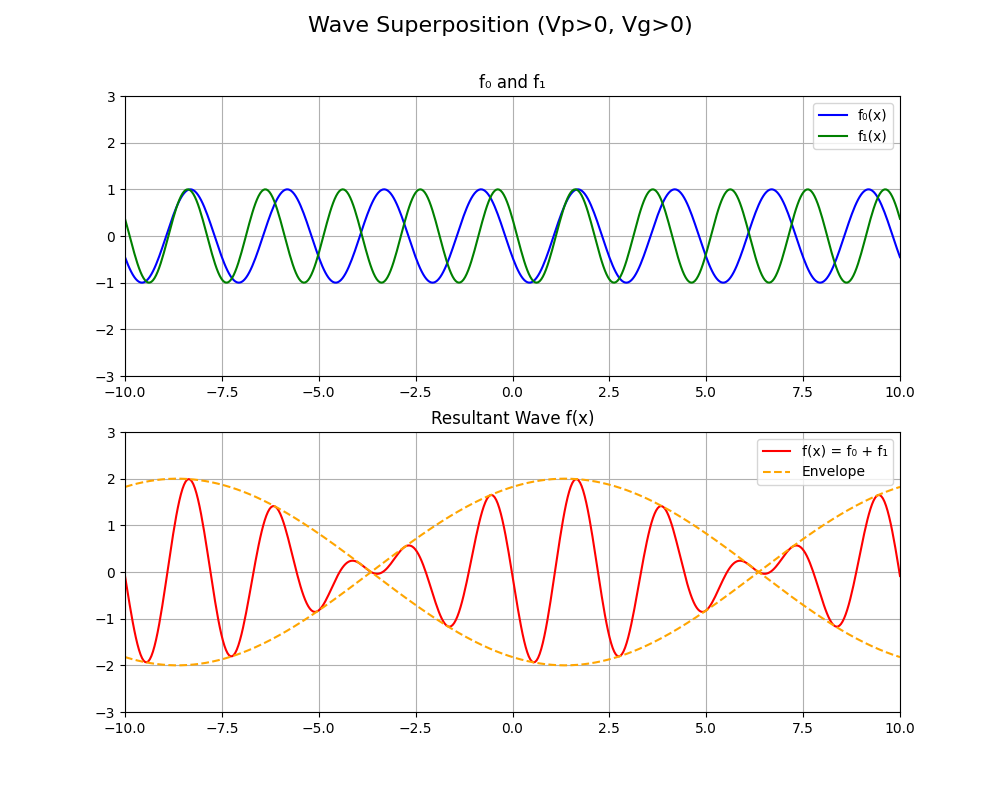 Wave Superposition (Vp>0, Vg>0)
f₀ and f₁
3
2
1
0
−1
−2
−3
f₀(x)
f₁(x)
−10.0 −7.5 −5.0 −2.5 0.0 2.5 5.0 7.5 10.0
Resultant Wave f(x)
3
2
1
0
−1
−2
−3
f(x) = f₀ + f₁
Envelope
−10.0 −7.5 −5.0 −2.5 0.0 2.5 5.0 7.5 10.0